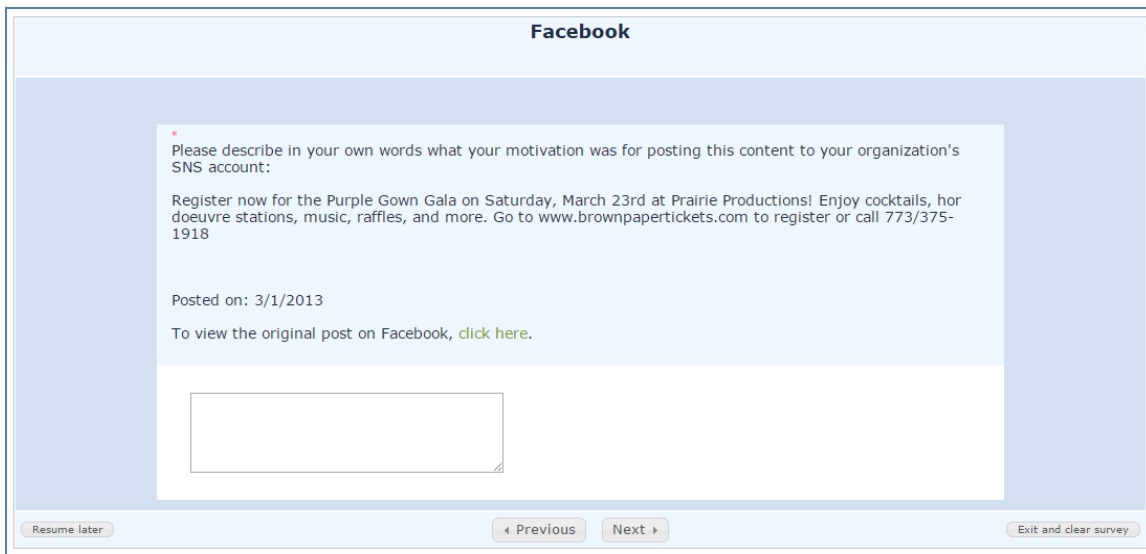 Facebook
*
Please describe in your own words what your motivation was for posting this content to your organization's
SNS account:
Register now for the Purple Gown Gala on Saturday, March 23rd at Prairie Productions! Enjoy cocktails, hor
doeuvre stations, music, raffles, and more. Go to www.brownpapertickets.com to register or call 773/375-
1918
Posted on: 3/1/2013
To view the original post on Facebook, click here.
Resume later
Previous
Next
Exit and clear survey